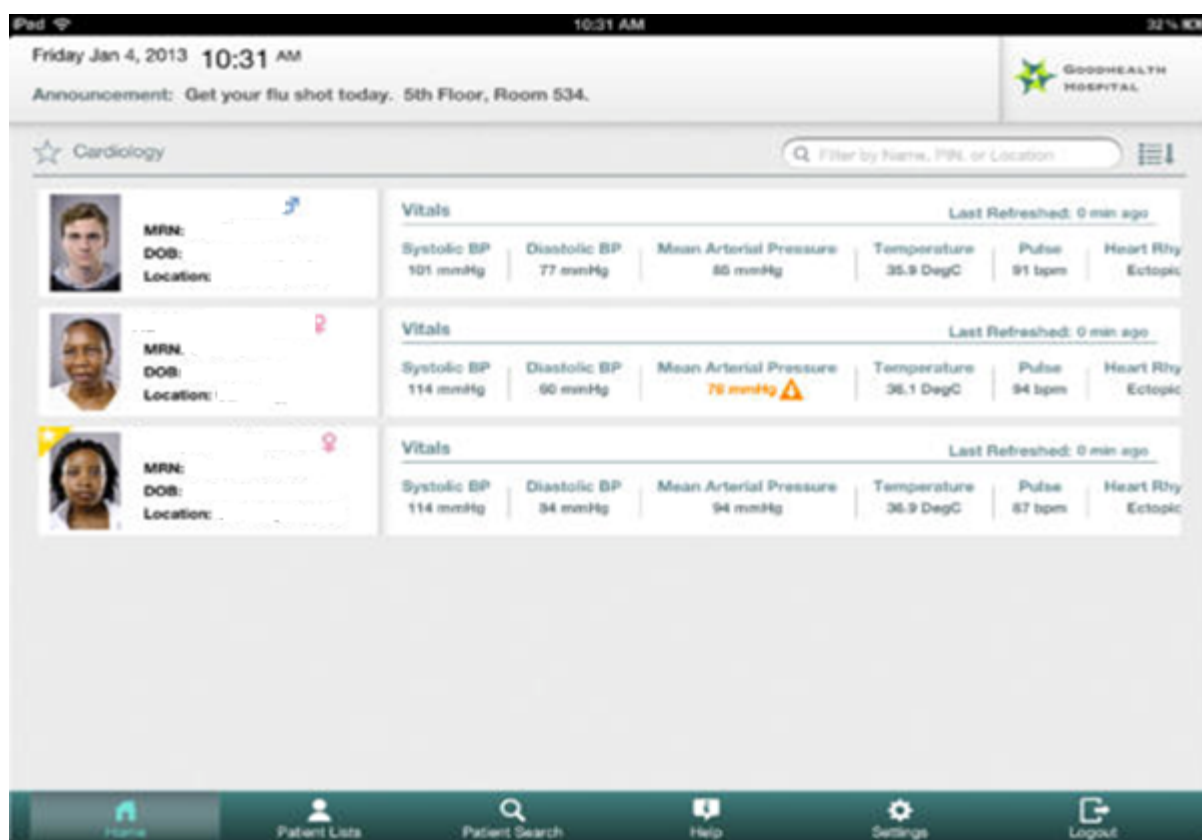 iPad 10:31 AM 32%
Friday Jan 4, 2013 10:31 AM
GOODHEALTH
HOSPITAL
Announcement: Get your flu shot today. 5th Floor, Room 534.
Cardiology
Filter by Name, PIN, or Location
MRN:
DOB:
Location:
Vitals Last Refreshed: 0 min ago
Systolic BP Diastolic BP Mean Arterial Pressure Temperature Pulse Heart Rhy
101 mmHg 77 mmHg mmHg 35.9 DegC 91 bpm Ectopic
MRN.
DOB:
Location:
Vitals Last Refreshed: 0 min ago
Systolic BP Diastolic BP Mean Arterial Pressure Temperature Pulse Heart Rhy
114 mmHg 60 mmHg mmHg 36.1 DegC 94 bpm Ectopic
MRN:
DOB:
Location:
Vitals Last Refreshed: 0 min ago
Systolic BP Diastolic BP Mean Arterial Pressure Temperature Pulse Heart Rhy
114 mmHg 84 mmHg 94 mmHg 36.9 DegC 87 bpm Ectopic
Home Patient Lists Patient Search Help Settings Logout